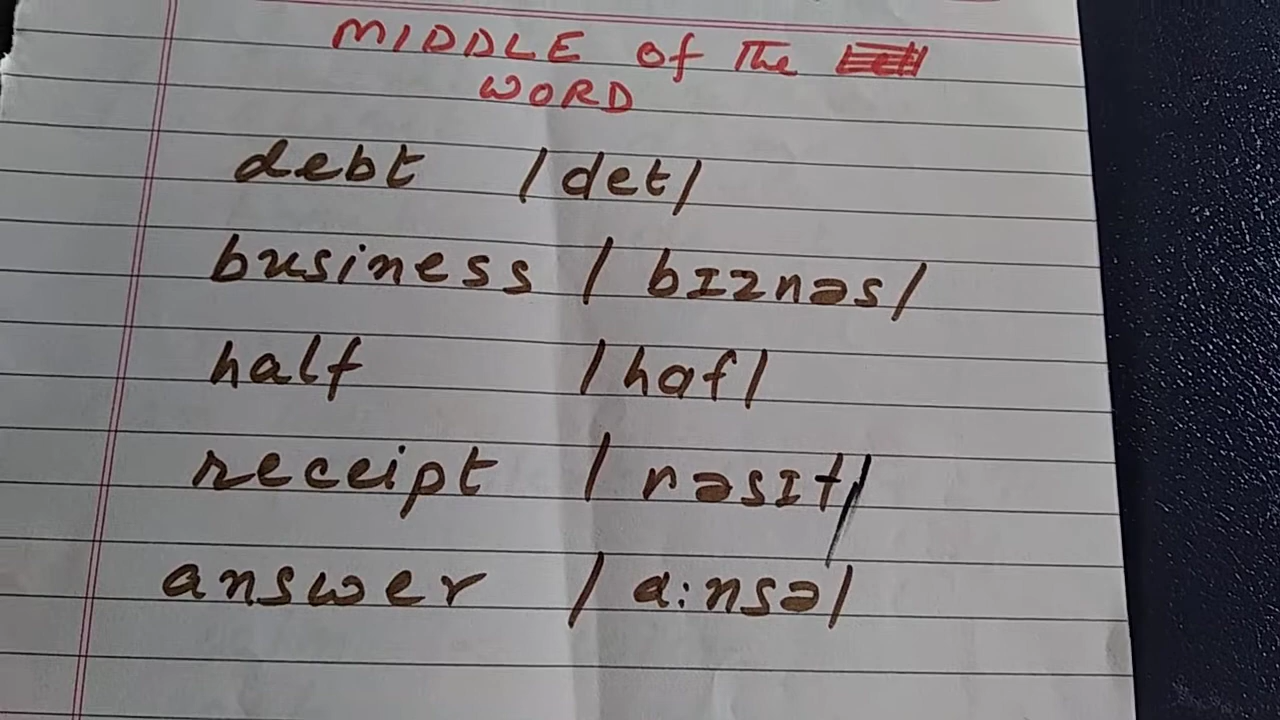 MIDDLE of The
WORD
debt /det/
business /bɪznəs/
half /haf/
receipt /rəsɪt/
answer /a:nsə/